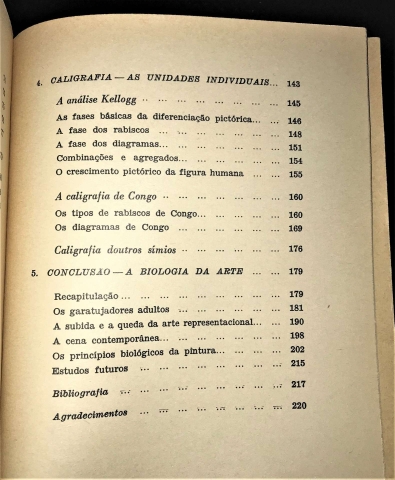 4. CALIGRAFIA — AS UNIDADES INDIVIDUAIS... 143
A análise Kellogg ... ... ... ... ... ... ... 145
As fases básicas da diferenciação pictórica... ... 146
A fase dos rabiscos ... ... ... ... ... ... 148
A fase dos diagramas... ... ... ... ... ... 151
Combinações e agregados... ... ... ... ... 154
O crescimento pictórico da figura humana ... ... 155
A caligrafia de Congo ... ... ... ... ... ... 160
Os tipos de rabiscos de Congo... ... ... ... 160
Os diagramas de Congo ... ... ... ... ... 169
Caligrafia doutros símios ... ... ... ... ... 176
5. CONCLUSAO — A BIOLOGIA DA ARTE ... ... 179
Recapitulação ... ... ... ... ... ... ... ... 179
Os garatujadores adultos ... ... ... ... ... 181
A subida e a queda da arte representacional... ... 190
A cena contemporânea... ... ... ... ... ... 198
Os princípios biológicos da pintura... ... ... ... 202
Estudos futuros ... ... ... ... ... ... ... 215
Bibliografia ... ... ... ... ... ... ... ... 217
Agradecimentos ... ... ... ... ... ... ... 220